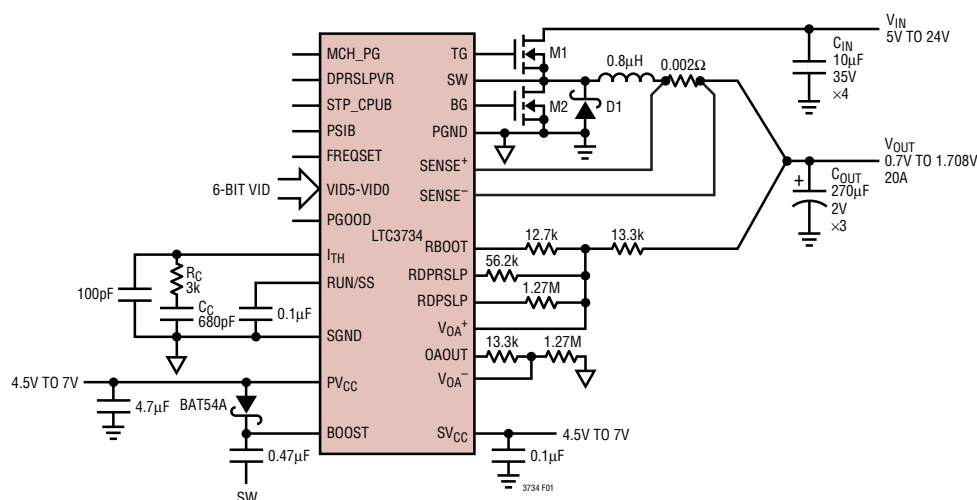 MCH_PG
DPRSLPVR
STP_CPUB
PSIB
FREQSET
6-BIT VID
VID5-VID0
PGOOD
LTC3734
ITH
RUN/SS
SGND
PVCC
BOOST
TG
SW
BG
PGND
SENSE+
SENSE–
RBOOT
RDPRSLP
RDPSLP
VOA+
OAOUT
VOA–
SVCC
M1
M2
D1
0.8µH
0.002Ω
VIN
5V TO 24V
CIN
10µF
35V
×4
VOUT
0.7V TO 1.708V
20A
+
COUT
270µF
2V
×3
12.7k
13.3k
56.2k
1.27M
13.3k
1.27M
100pF
RC
3k
CC
680pF
0.1µF
4.5V TO 7V
4.7µF
BAT54A
0.47µF
SW
4.5V TO 7V
0.1µF
3734 F01